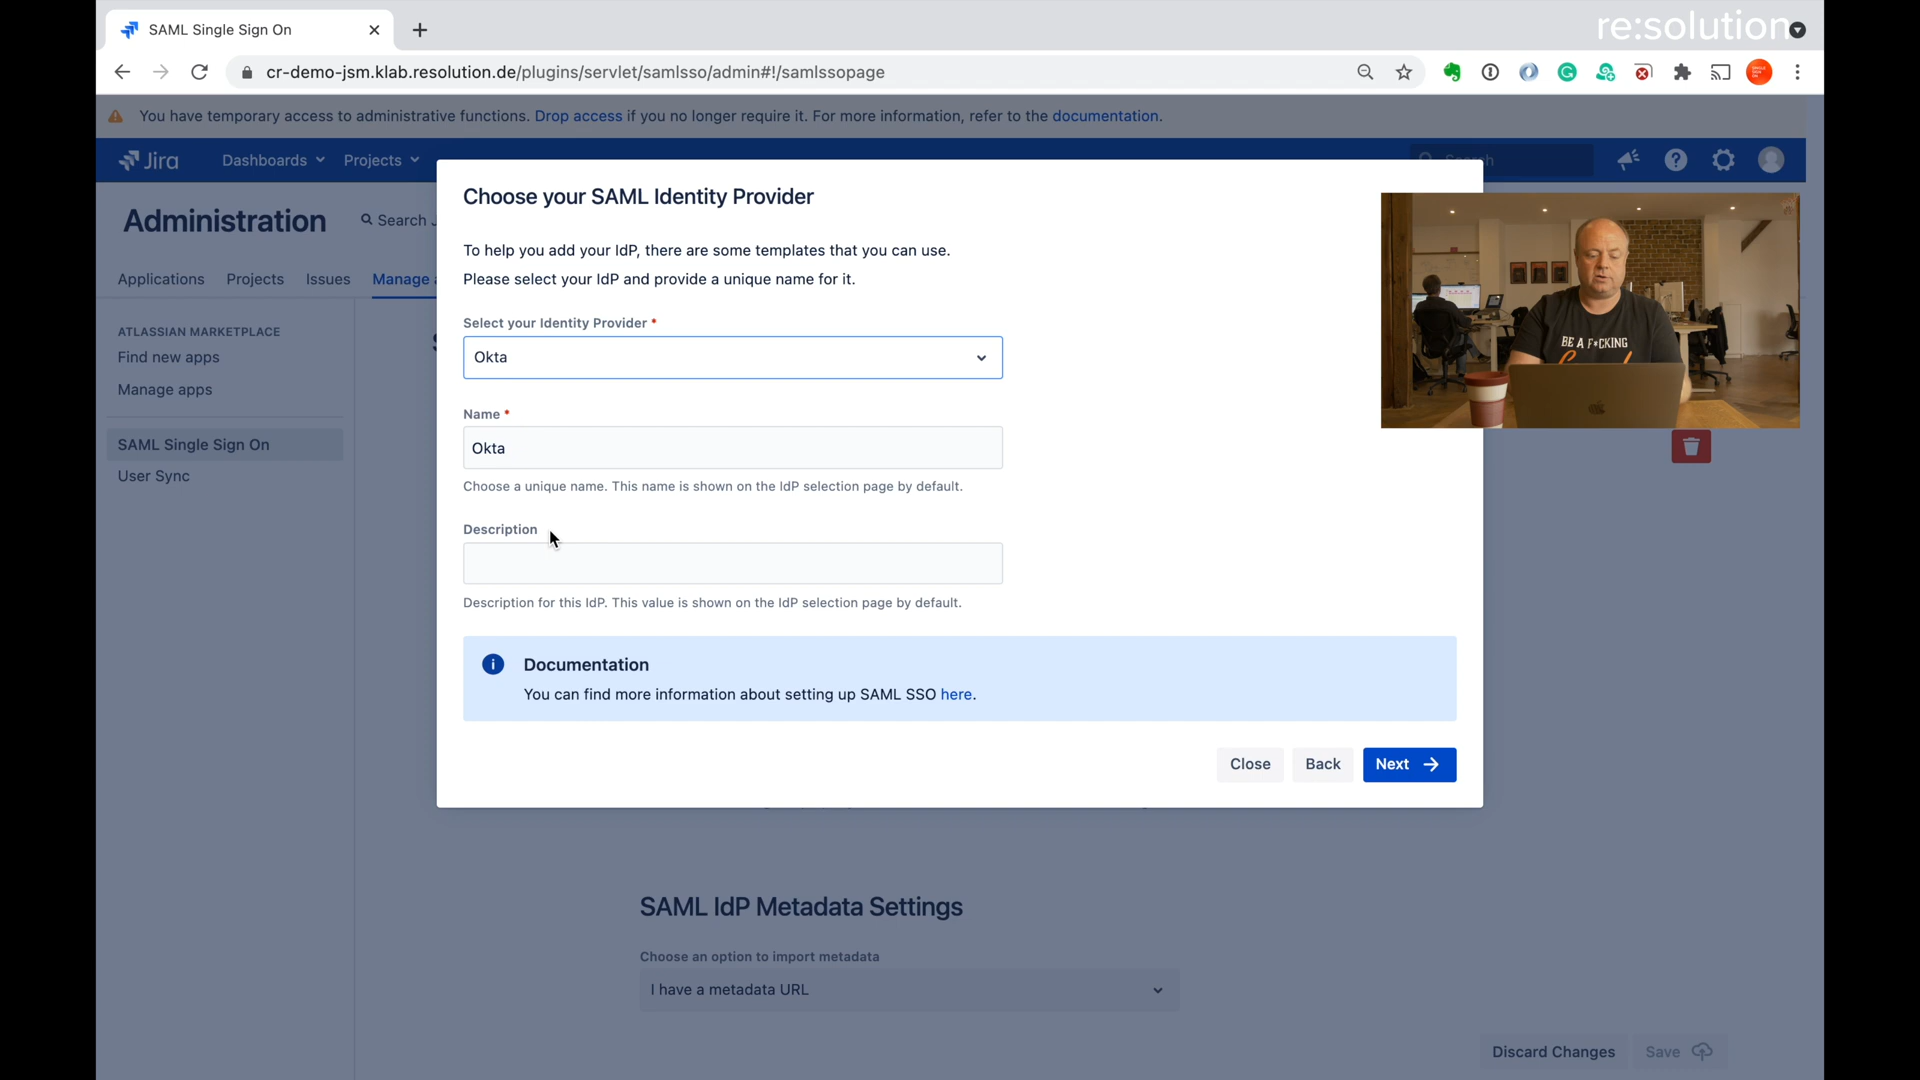 SAML Single Sign On
re:solution
cr-demo-jsm.klab.resolution.de/plugins/servlet/samlsso/admin#!/samlssopage
You have temporary access to administrative functions. Drop access if you no longer require it. For more information, refer to the documentation.
Jira
Dashboards
Projects
Search
Administration
Search
Applications
Projects
Issues
Manage
ATLASSIAN MARKETPLACE
Find new apps
Manage apps
SAML Single Sign On
User Sync
Choose your SAML Identity Provider
To help you add your IdP, there are some templates that you can use.
Please select your IdP and provide a unique name for it.
Select your Identity Provider *
Okta
Name *
Okta
Choose a unique name. This name is shown on the IdP selection page by default.
Description
Description for this IdP. This value is shown on the IdP selection page by default.
Documentation
You can find more information about setting up SAML SSO here.
Close
Back
Next
BE A F*CKING
SAML IdP Metadata Settings
Choose an option to import metadata
I have a metadata URL
Discard Changes
Save